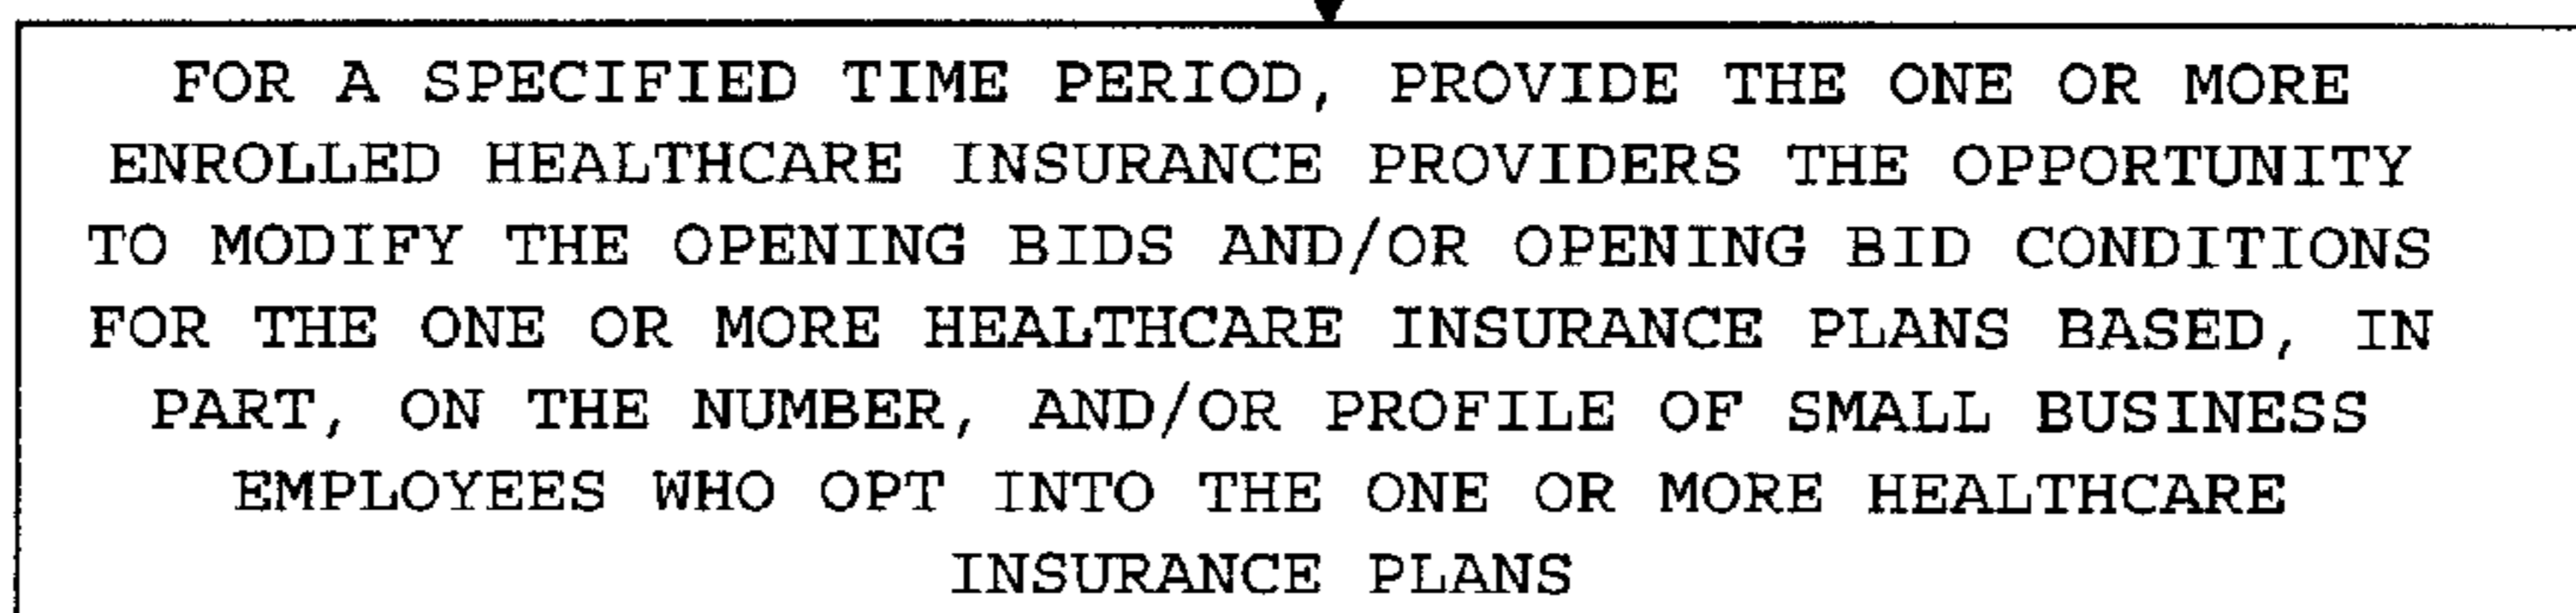 FOR A SPECIFIED TIME PERIOD, PROVIDE THE ONE OR MORE
ENROLLED HEALTHCARE INSURANCE PROVIDERS THE OPPORTUNITY
TO MODIFY THE OPENING BIDS AND/OR OPENING BID CONDITIONS
FOR THE ONE OR MORE HEALTHCARE INSURANCE PLANS BASED, IN
PART, ON THE NUMBER, AND/OR PROFILE OF SMALL BUSINESS
EMPLOYEES WHO OPT INTO THE ONE OR MORE HEALTHCARE
INSURANCE PLANS